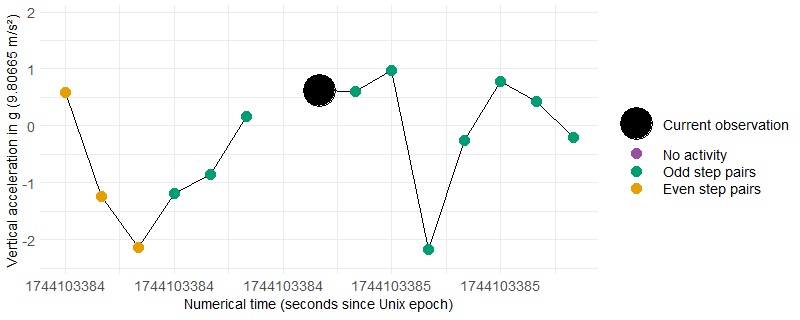 Vertical acceleration in g (9.80665 m/s²)
2
1
0
-1
-2
1744103384
1744103384
1744103384
1744103385
1744103385
Numerical time (seconds since Unix epoch)
Current observation
No activity
Odd step pairs
Even step pairs